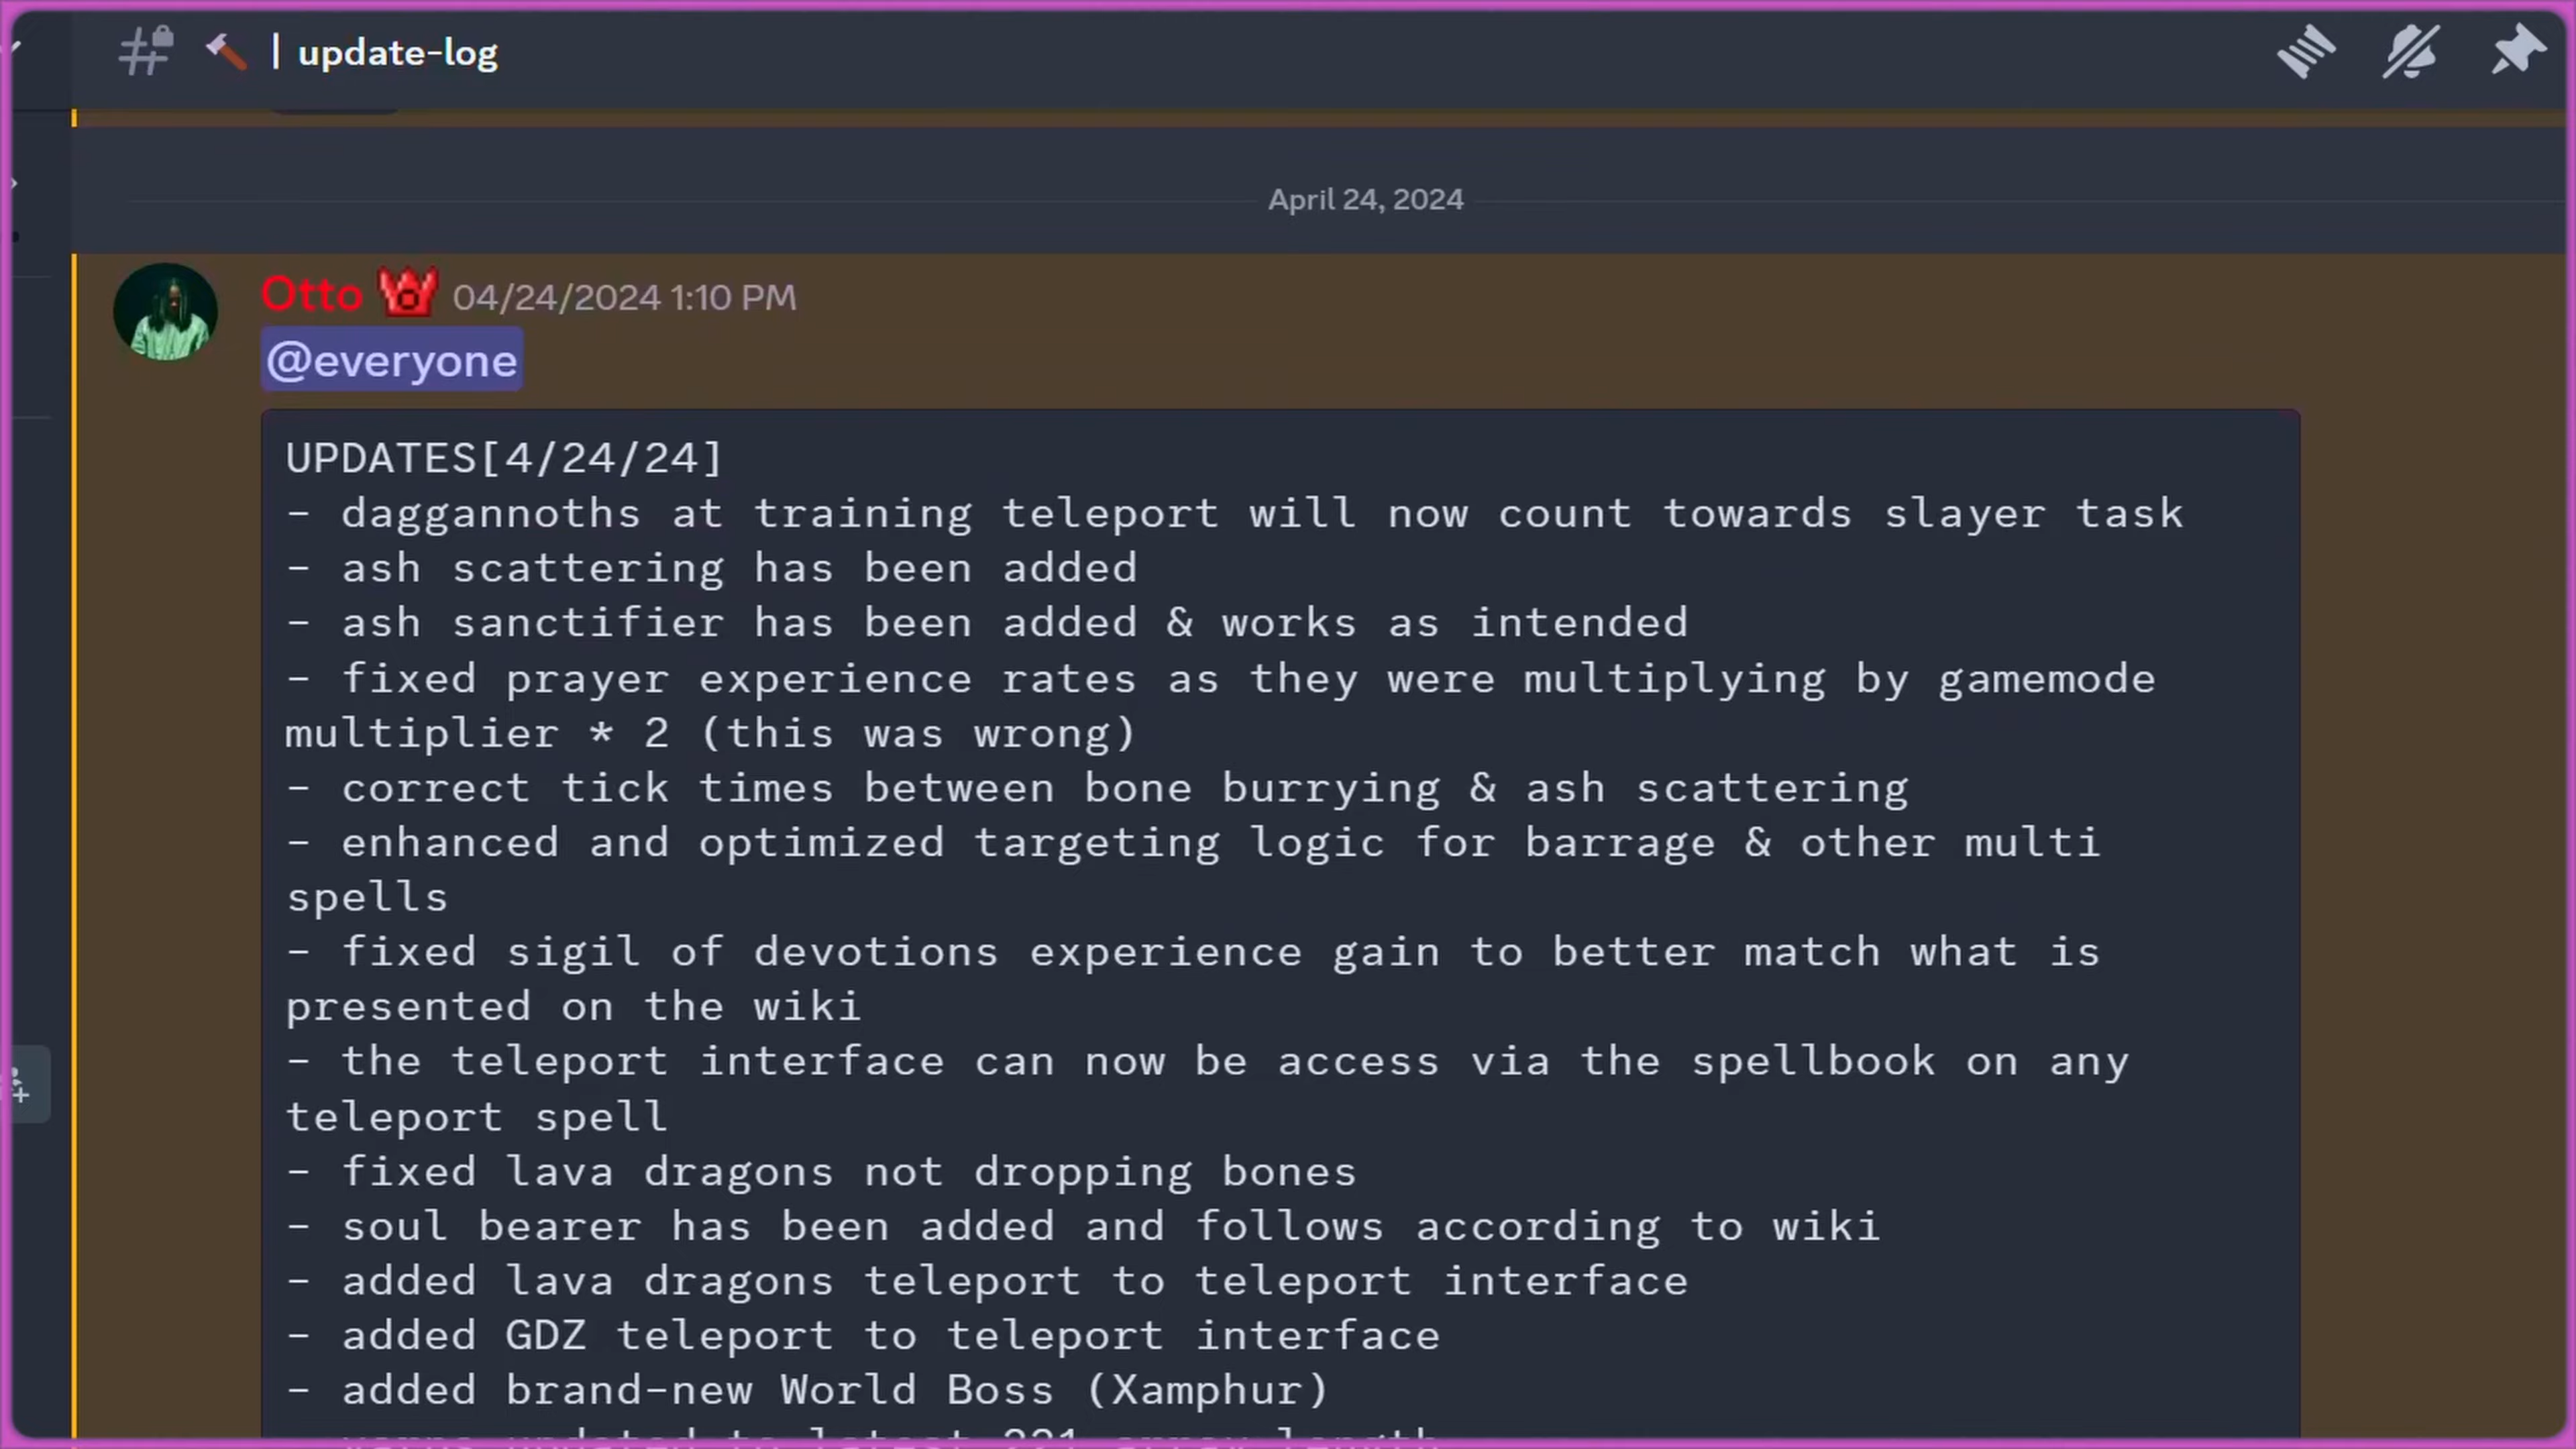 | update-log
April 24, 2024
Otto 04/24/2024 1:10 PM
@everyone
UPDATES[4/24/24]
- daggannoths at training teleport will now count towards slayer task
- ash scattering has been added
- ash sanctifier has been added & works as intended
- fixed prayer experience rates as they were multiplying by gamemode
multiplier * 2 (this was wrong)
- correct tick times between bone burrying & ash scattering
- enhanced and optimized targeting logic for barrage & other multi
spells
- fixed sigil of devotions experience gain to better match what is
presented on the wiki
- the teleport interface can now be access via the spellbook on any
teleport spell
- fixed lava dragons not dropping bones
- soul bearer has been added and follows according to wiki
- added lava dragons teleport to teleport interface
- added GDZ teleport to teleport interface
- added brand-new World Boss (Xamphur)
updated to latest 221 array length